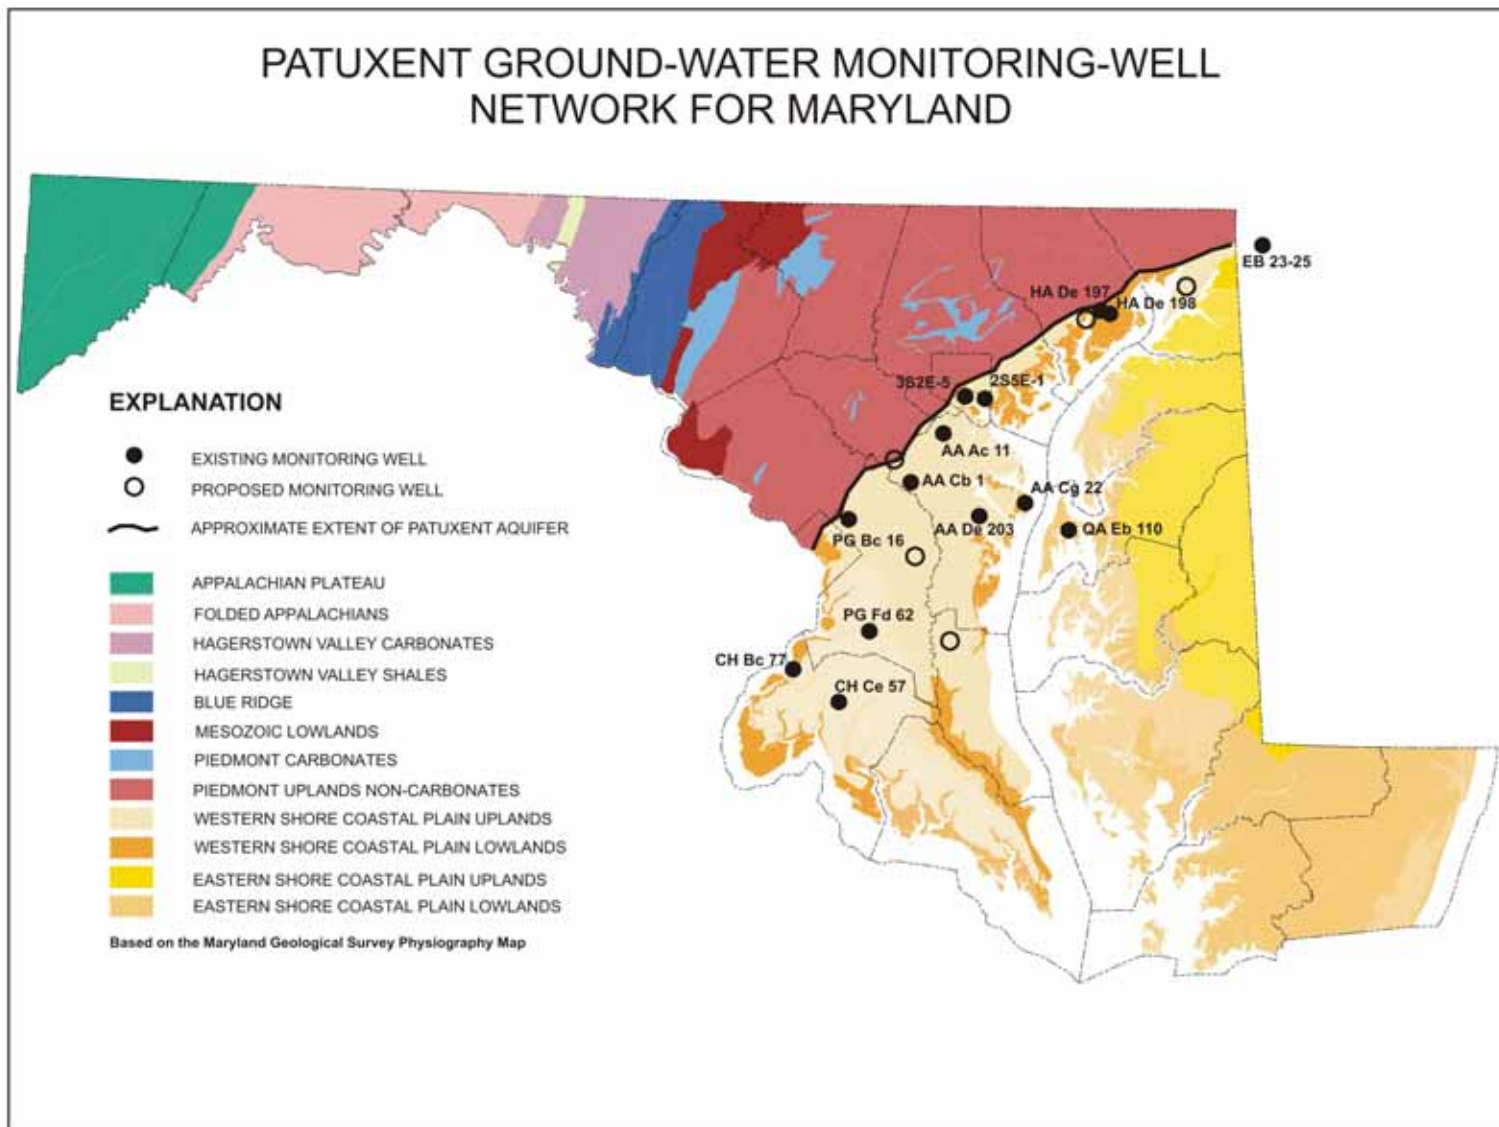 PATUXENT GROUND-WATER MONITORING-WELL
NETWORK FOR MARYLAND
EB 23-25
HA De 197
HA De 198
3S2E-5
2S5E-1
AA Ac 11
AA Cb 1
AA Cg 22
AA De 203
QA Eb 110
PG Bc 16
PG Fd 62
CH Bc 77
CH Ce 57
EXPLANATION
EXISTING MONITORING WELL
PROPOSED MONITORING WELL
APPROXIMATE EXTENT OF PATUXENT AQUIFER
APPALACHIAN PLATEAU
FOLDED APPALACHIANS
HAGERSTOWN VALLEY CARBONATES
HAGERSTOWN VALLEY SHALES
BLUE RIDGE
MESOZOIC LOWLANDS
PIEDMONT CARBONATES
PIEDMONT UPLANDS NON-CARBONATES
WESTERN SHORE COASTAL PLAIN UPLANDS
WESTERN SHORE COASTAL PLAIN LOWLANDS
EASTERN SHORE COASTAL PLAIN UPLANDS
EASTERN SHORE COASTAL PLAIN LOWLANDS
Based on the Maryland Geological Survey Physiography Map